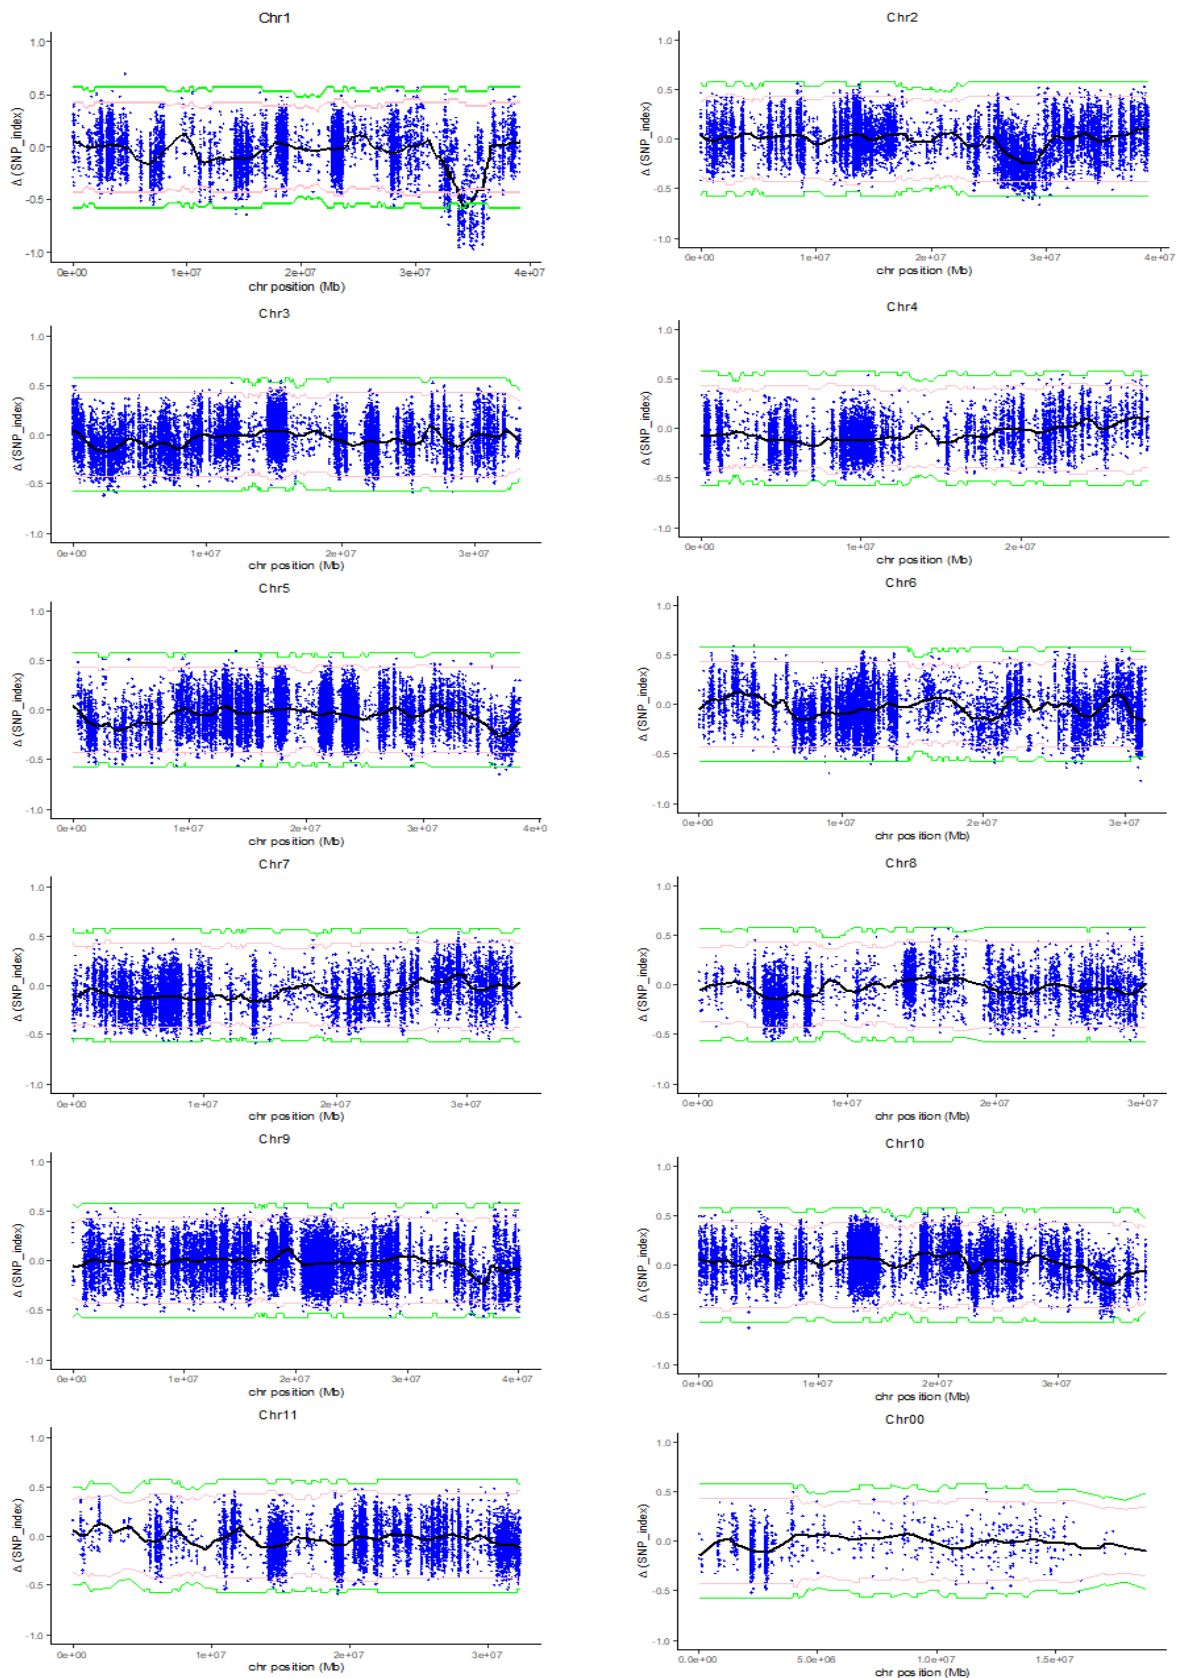 Chr1
1.0
0.5
0.0
-0.5
-1.0
Δ (SNP_index)
0e+00 1e+07 2e+07 3e+07 4e+07
chr position (Mb)
Chr2
1.0
0.5
0.0
-0.5
-1.0
Δ (SNP_index)
0e+00 1e+07 2e+07 3e+07 4e+07
chr position (Mb)
Chr3
1.0
0.5
0.0
-0.5
-1.0
Δ (SNP_index)
0e+00 1e+07 2e+07 3e+07
chr position (Mb)
Chr4
1.0
0.5
0.0
-0.5
-1.0
Δ (SNP_index)
0e+00 1e+07 2e+07
chr position (Mb)
Chr5
1.0
0.5
0.0
-0.5
-1.0
Δ (SNP_index)
0e+00 1e+07 2e+07 3e+07 4e+0
chr position (Mb)
Chr6
1.0
0.5
0.0
-0.5
-1.0
Δ (SNP_index)
0e+00 1e+07 2e+07 3e+07
chr position (Mb)
Chr7
1.0
0.5
0.0
-0.5
-1.0
Δ (SNP_index)
0e+00 1e+07 2e+07 3e+07
chr position (Mb)
Chr8
1.0
0.5
0.0
-0.5
-1.0
Δ (SNP_index)
0e+00 1e+07 2e+07 3e+07
chr position (Mb)
Chr9
1.0
0.5
0.0
-0.5
-1.0
Δ (SNP_index)
0e+00 1e+07 2e+07 3e+07 4e+07
chr position (Mb)
Chr10
1.0
0.5
0.0
-0.5
-1.0
Δ (SNP_index)
0.0e+00 1e+07 2e+07 3e+07
chr position (Mb)
Chr11
1.0
0.5
0.0
-0.5
-1.0
Δ (SNP_index)
0e+00 1e+07 2e+07 3e+07
chr position (Mb)
Chr00
1.0
0.5
0.0
-0.5
-1.0
Δ (SNP_index)
0.0e+00 5.0e+06 1.0e+07 1.5e+07
chr position (Mb)